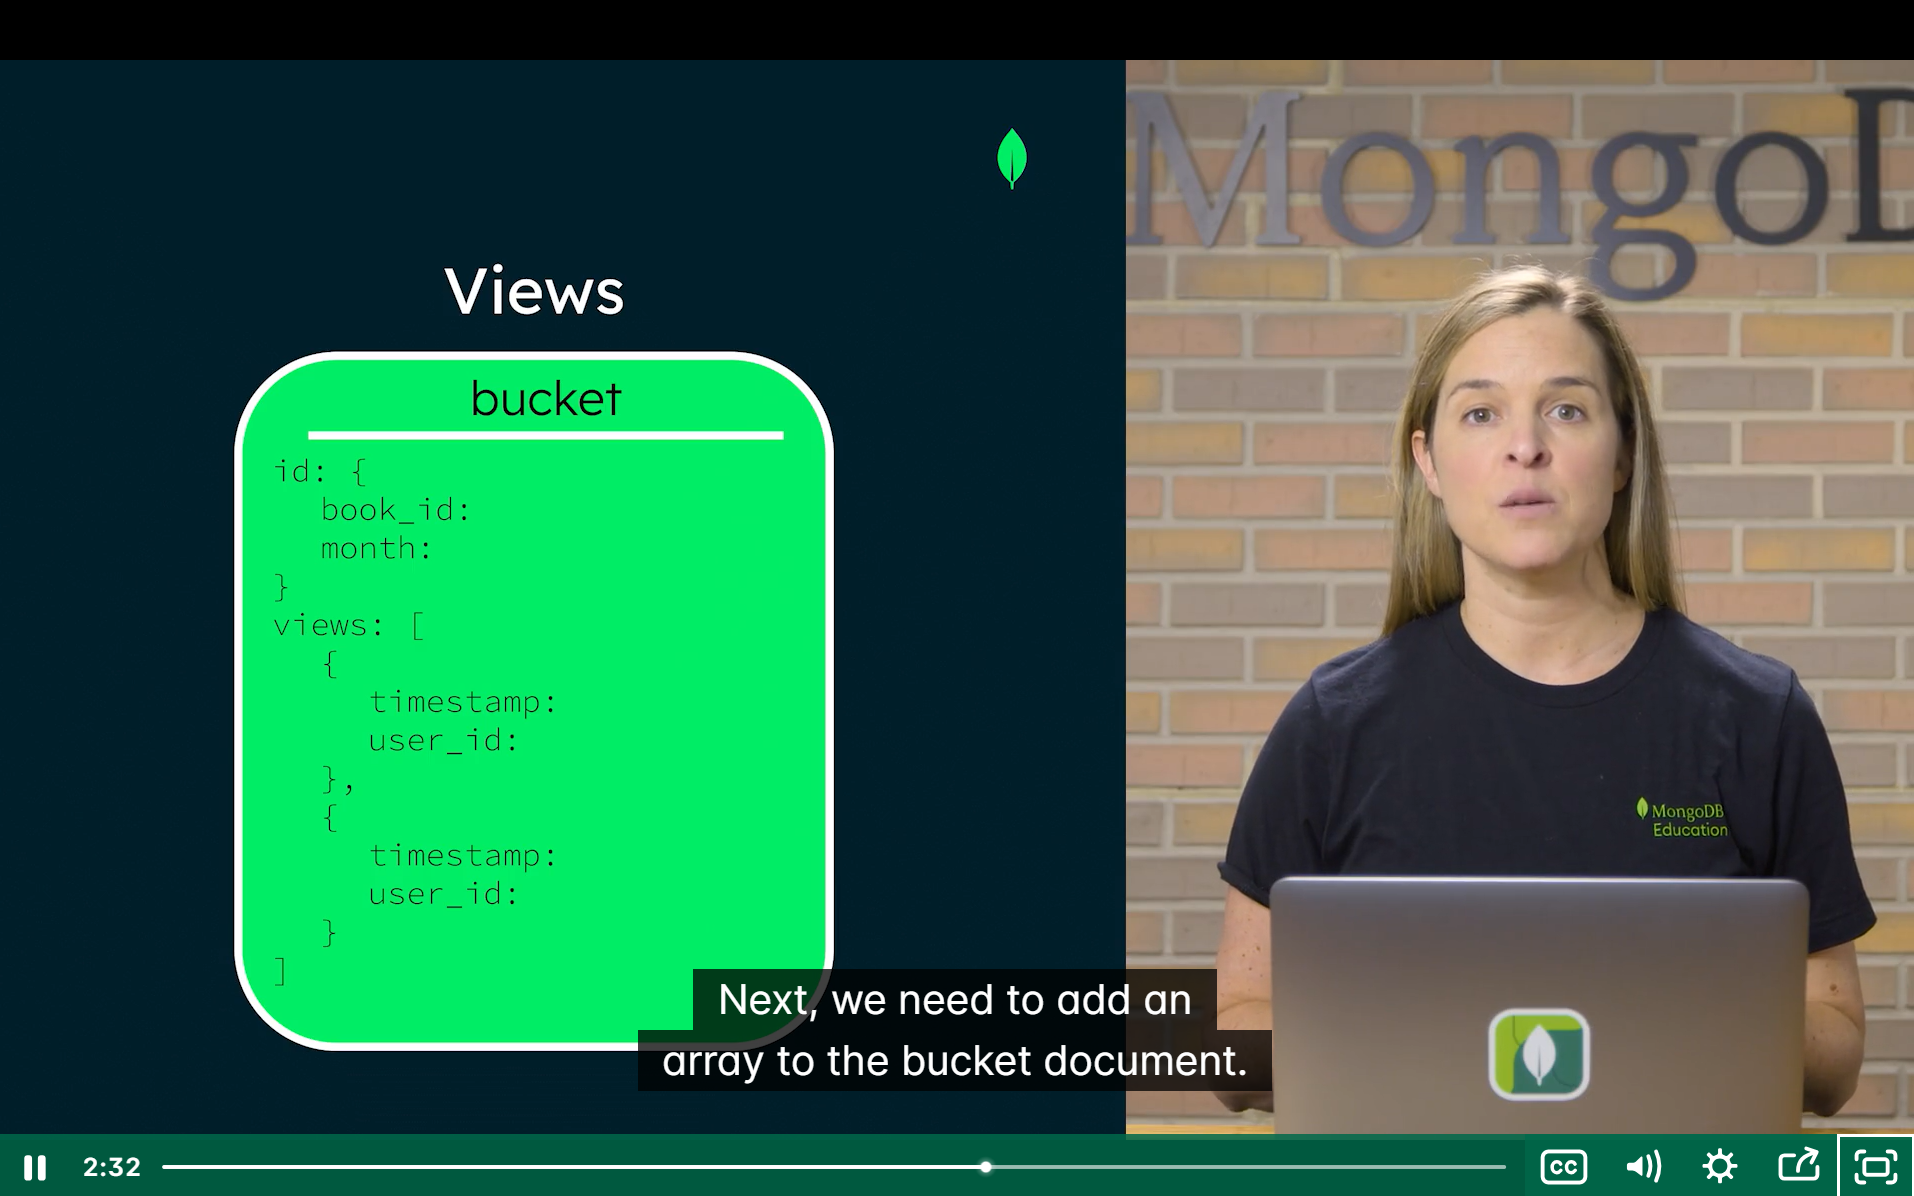 MongoD
Views
bucket
id: {
book_id:
month:
}
views: [
{
timestamp:
user_id:
},
{
timestamp:
user_id:
}
]
MongoDB
Education
Next, we need to add an
array to the bucket document.
2:32
CC